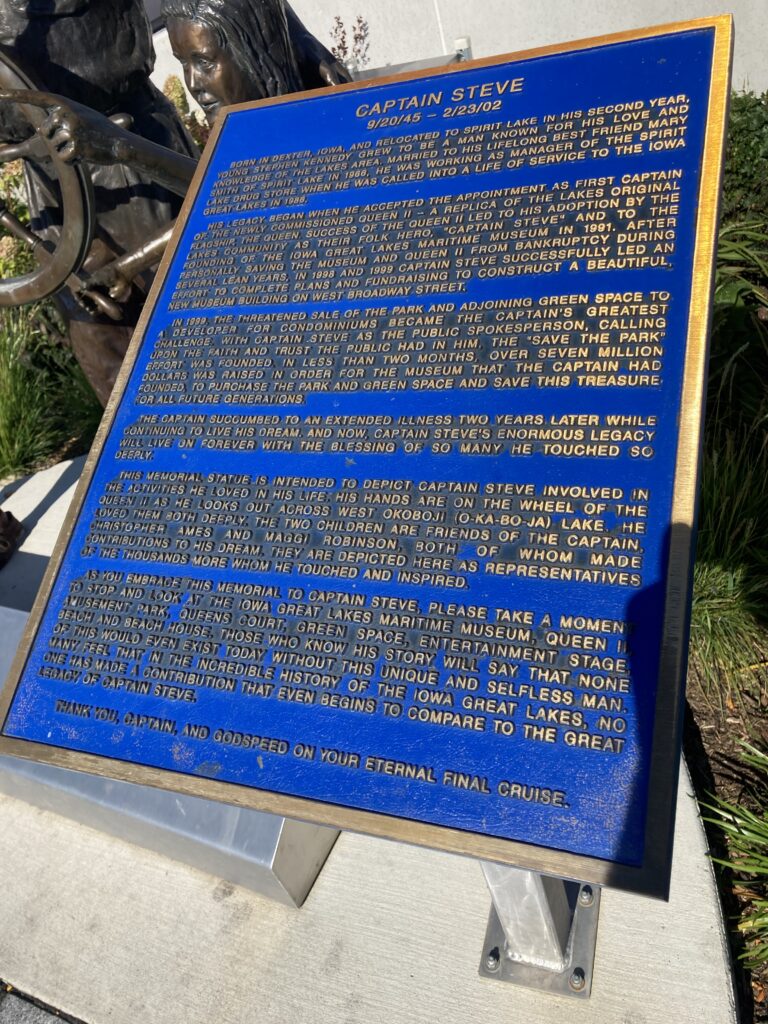 CAPTAIN STEVE
9/20/45 – 2/23/02
BORN IN DEXTER, IOWA, AND RELOCATED TO SPIRIT LAKE IN HIS SECOND YEAR,
YOUNG STEPHEN KENNEDY GREW TO BE A MAN KNOWN FOR HIS LOVE AND
KNOWLEDGE OF THE LAKES AREA. MARRIED TO HIS LIFELONG BEST FRIEND MARY
SMITH OF SPIRIT LAKE IN 1968, HE WAS WORKING AS MANAGER OF THE SPIRIT
LAKE DRUG STORE WHEN HE WAS CALLED INTO A LIFE OF SERVICE TO THE IOWA
GREAT LAKES IN 1985.
HIS LEGACY BEGAN WHEN HE ACCEPTED THE APPOINTMENT AS FIRST CAPTAIN
OF THE NEWLY COMMISSIONED QUEEN II – A REPLICA OF THE LAKES ORIGINAL
FLAGSHIP, THE QUEEN. SUCCESS OF THE QUEEN II LED TO HIS ADOPTION BY THE
LAKES COMMUNITY AS THEIR FOLK HERO, "CAPTAIN STEVE" AND TO THE
FOUNDING OF THE IOWA GREAT LAKES MARITIME MUSEUM IN 1991. AFTER
PERSONALLY SAVING THE MUSEUM AND QUEEN II FROM BANKRUPTCY DURING
SEVERAL LEAN YEARS, IN 1998 AND 1999 CAPTAIN STEVE SUCCESSFULLY LED AN
EFFORT TO COMPLETE PLANS AND FUNDRAISING TO CONSTRUCT A BEAUTIFUL,
NEW MUSEUM BUILDING ON WEST BROADWAY STREET.
IN 1999, THE THREATENED SALE OF THE PARK AND ADJOINING GREEN SPACE TO
A DEVELOPER FOR CONDOMINIUMS BECAME THE CAPTAIN'S GREATEST
CHALLENGE. WITH CAPTAIN STEVE AS THE PUBLIC SPOKESPERSON, CALLING
UPON THE FAITH AND TRUST THE PUBLIC HAD IN HIM, THE "SAVE THE PARK"
EFFORT WAS FOUNDED. IN LESS THAN TWO MONTHS, OVER SEVEN MILLION
DOLLARS WAS RAISED IN ORDER FOR THE MUSEUM THAT THE CAPTAIN HAD
FOUNDED TO PURCHASE THE PARK AND GREEN SPACE AND SAVE THIS TREASURE
FOR ALL FUTURE GENERATIONS.
THE CAPTAIN SUCCUMBED TO AN EXTENDED ILLNESS TWO YEARS LATER WHILE
CONTINUING TO LIVE HIS DREAM. AND NOW, CAPTAIN STEVE'S ENORMOUS LEGACY
WILL LIVE ON FOREVER WITH THE BLESSING OF SO MANY HE TOUCHED SO
DEEPLY.
THIS MEMORIAL STATUE IS INTENDED TO DEPICT CAPTAIN STEVE INVOLVED IN
THE ACTIVITIES HE LOVED IN HIS LIFE. HIS HANDS ARE ON THE WHEEL OF THE
QUEEN II AS HE LOOKS OUT ACROSS WEST OKOBOJI (O-KA-BO-JA) LAKE. HE
LOVED THEM BOTH DEEPLY. THE TWO CHILDREN ARE FRIENDS OF THE CAPTAIN,
CHRISTOPHER AMES AND MAGGI ROBINSON, BOTH OF WHOM MADE
CONTRIBUTIONS TO HIS DREAM. THEY ARE DEPICTED HERE AS REPRESENTATIVES
OF THE THOUSANDS MORE WHOM HE TOUCHED AND INSPIRED.
AS YOU EMBRACE THIS MEMORIAL TO CAPTAIN STEVE, PLEASE TAKE A MOMENT
TO STOP AND LOOK AT THE IOWA GREAT LAKES MARITIME MUSEUM, QUEEN II,
AMUSEMENT PARK, QUEENS COURT, GREEN SPACE, ENTERTAINMENT STAGE,
BEACH AND BEACH HOUSE. THOSE WHO KNOW HIS STORY WILL SAY THAT NONE
OF THIS WOULD EVEN EXIST TODAY WITHOUT THIS UNIQUE AND SELFLESS MAN.
MANY FEEL THAT IN THE INCREDIBLE HISTORY OF THE IOWA GREAT LAKES, NO
ONE HAS MADE A CONTRIBUTION THAT EVEN BEGINS TO COMPARE TO THE GREAT
LEGACY OF CAPTAIN STEVE.
THANK YOU, CAPTAIN, AND GODSPEED ON YOUR ETERNAL FINAL CRUISE.